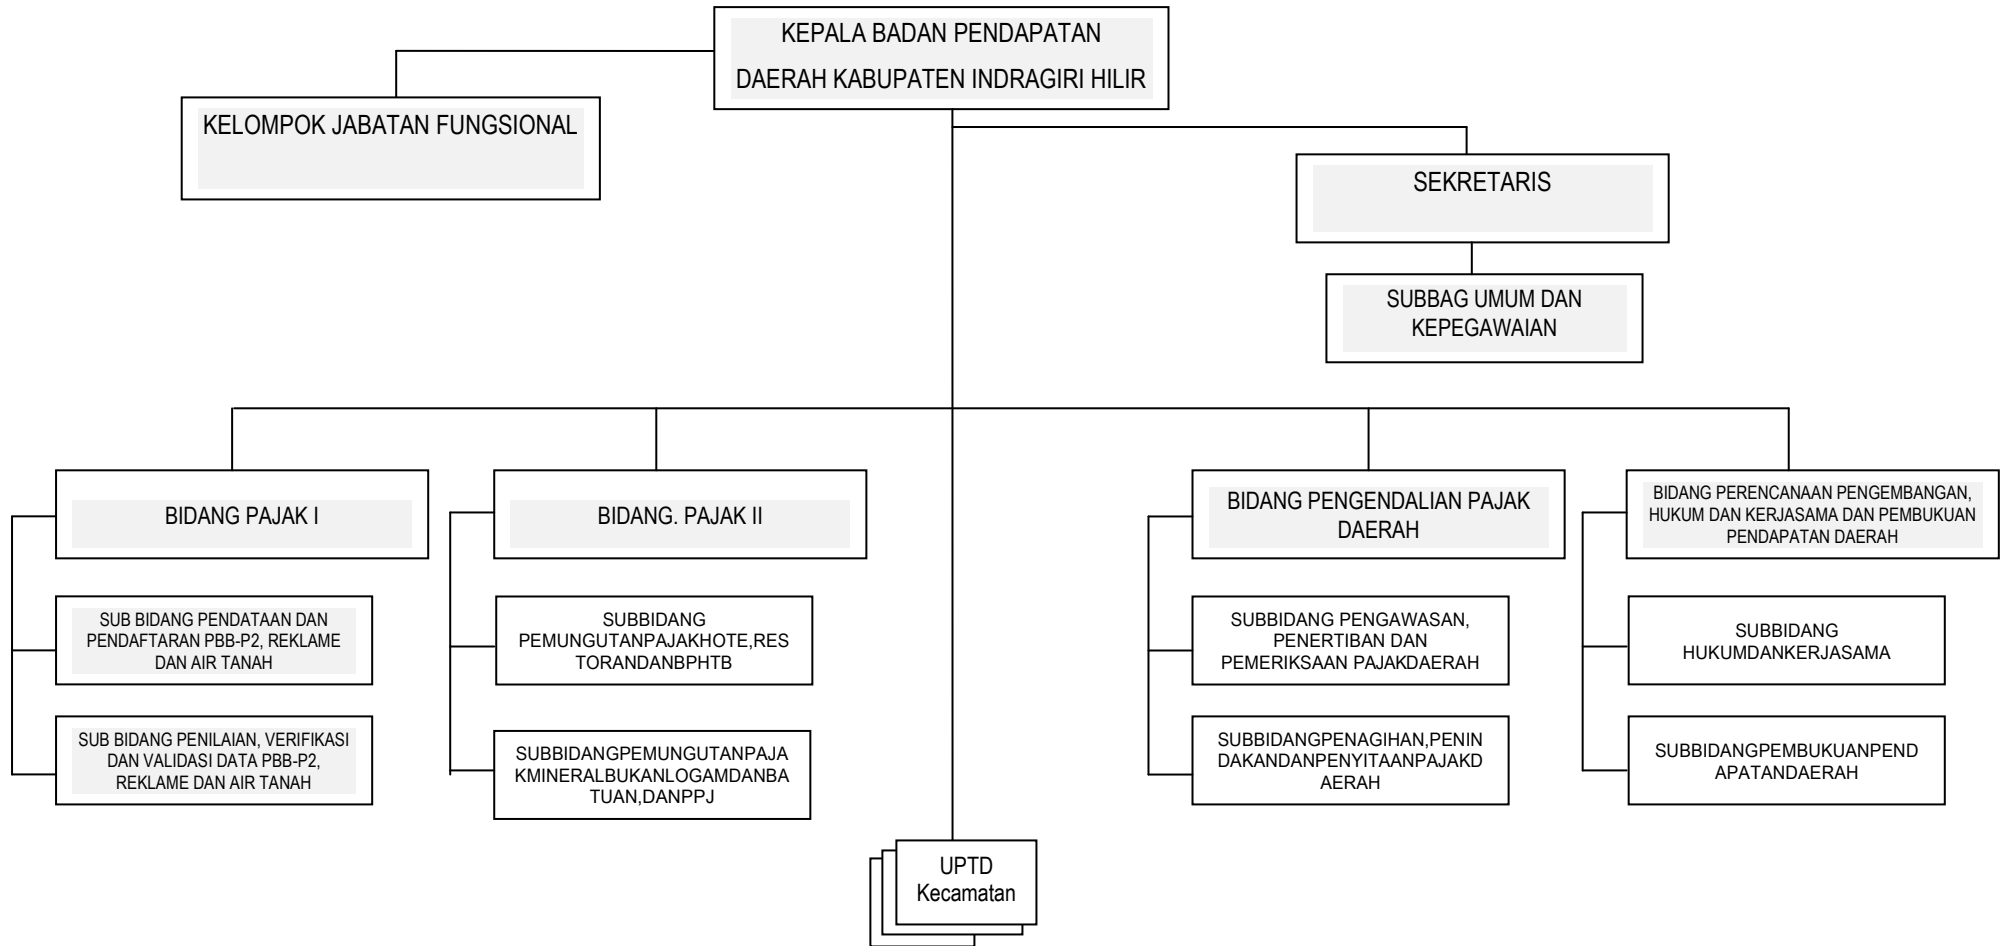 KEPALA BADAN PENDAPATAN
DAERAH KABUPATEN INDRAGIRI HILIR
KELOMPOK JABATAN FUNGSIONAL
SEKRETARIS
SUBBAG UMUM DAN
KEPEGAWAIAN
BIDANG PAJAK I
BIDANG. PAJAK II
BIDANG PENGENDALIAN PAJAK
DAERAH
BIDANG PERENCANAAN PENGEMBANGAN,
HUKUM DAN KERJASAMA DAN PEMBUKUAN
PENDAPATAN DAERAH
SUB BIDANG PENDATAAN DAN
PENDAFTARAN PBB-P2, REKLAME
DAN AIR TANAH
SUBBIDANG
PEMUNGUTANPAJAKHOTE,RES
TORANDANBPHTB
SUBBIDANG PENGAWASAN,
PENERTIBAN DAN
PEMERIKSAAN PAJAKDAERAH
SUBBIDANG
HUKUMDANKERJASAMA
SUB BIDANG PENILAIAN, VERIFIKASI
DAN VALIDASI DATA PBB-P2,
REKLAME DAN AIR TANAH
SUBBIDANGPEMUNGUTANPAJA
KMINERALBUKANLOGAMDANBA
TUAN,DANPPJ
SUBBIDANGPENAGIHAN,PENIN
DAKANDANPENYITAANPAJAKD
AERAH
SUBBIDANGPEMBUKUANPEND
APATANDAERAH
UPTD
Kecamatan